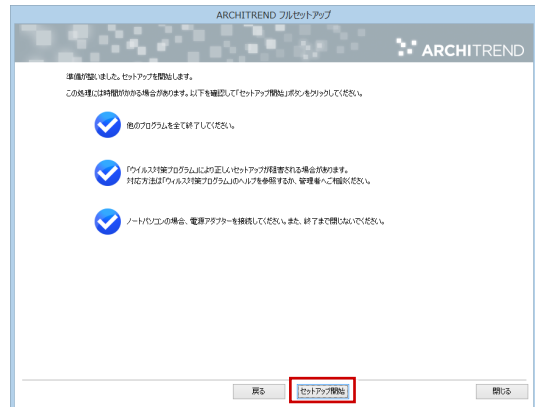 ARCHITREND フルセットアップ
ARCHITREND
準備が整いました。セットアップを開始します。
この処理には時間がかかる場合があります。以下を確認して「セットアップ開始」ボタンをクリックしてください。
他のプログラムを全て終了してください。
「ウイルス対策プログラム」により正しいセットアップが阻害される場合があります。
対応方法は「ウィルス対策プログラム」のヘルプを参照するか、管理者へご相談ください。
ノートパソコンの場合、電源アダプターを接続してください。また、終了まで閉じないでください。
戻る
セットアップ開始
閉じる